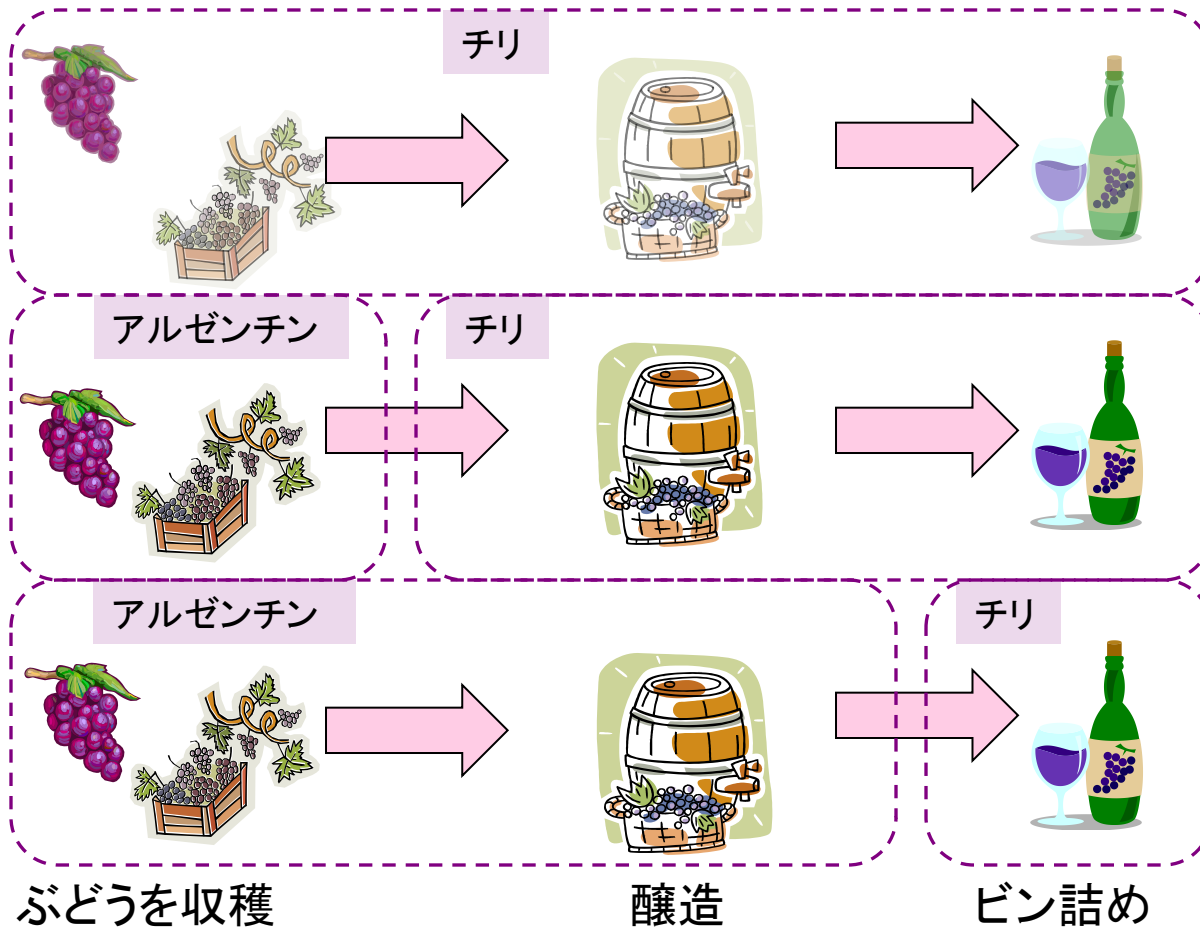 チリ
アルゼンチン
チリ
アルゼンチン
チリ
ぶどうを収穫
醸造
ビン詰め